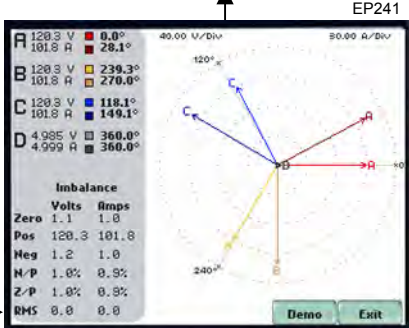 EP241
A 120.3 V 0.0°
101.8 A 28.1°
B 120.3 V 239.3°
101.8 A 270.0°
C 120.3 V 118.1°
101.8 A 149.1°
D 4.985 V 360.0°
4.999 A 360.0°
Imbalance
Volts Amps
Zero 1.1 1.0
Pos 120.3 101.8
Neg 1.2 1.0
N/P 1.0% 0.9%
Z/P 1.0% 0.9%
RMS 0.0 0.0
40.00 V/Div 80.00 A/Div
120°
C
C
A
A
D
A
B
240°
Demo Exit